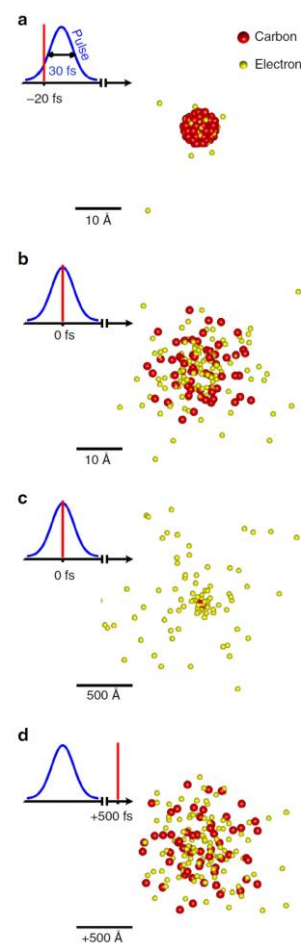 a
Carbon
Electron
Pulse
30 fs
−20 fs
10 Å
b
0 fs
10 Å
c
0 fs
500 Å
d
+500 fs
+500 Å